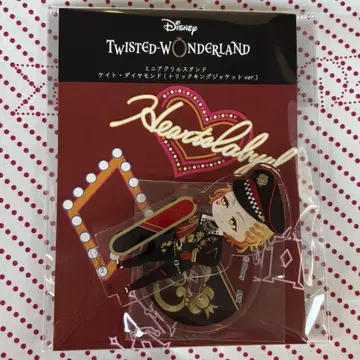 Disney
TWISTED-WONDERLAND
ミニアクリルスタンド
ケイト・ダイヤモンド(トリックキングジャケットver.)
Heartslabyul